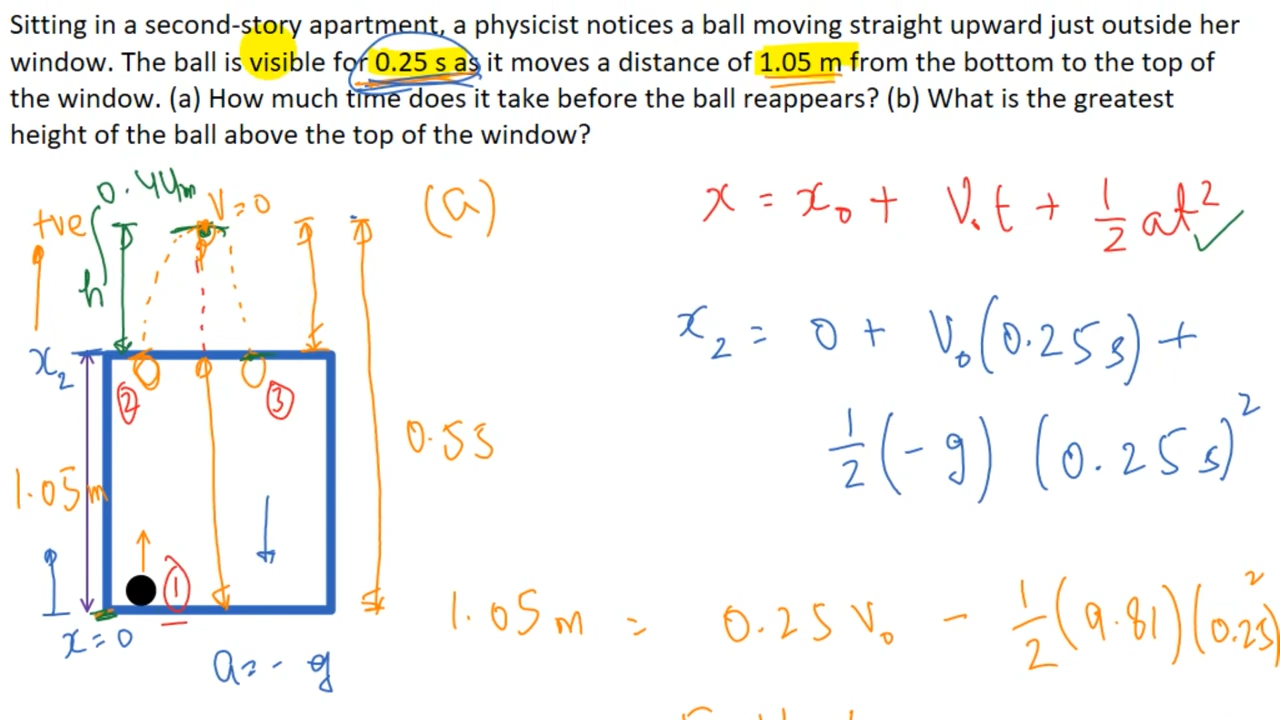 Sitting in a second-story apartment, a physicist notices a ball moving straight upward just outside her
window. The ball is visible for 0.25 s as it moves a distance of 1.05 m from the bottom to the top of
the window. (a) How much time does it take before the ball reappears? (b) What is the greatest
height of the ball above the top of the window?
0.44m
+ve
V=0
h
x₂
②
③
1.05m
0.5s
①
x=0
a=-g
(a)
x = x₀ + V₀t + 1/2 at²
x₂ = 0 + V₀(0.25s) +
1/2 (-g) (0.25s)²
1.05m = 0.25 V₀ - 1/2 (9.81)(0.25)²